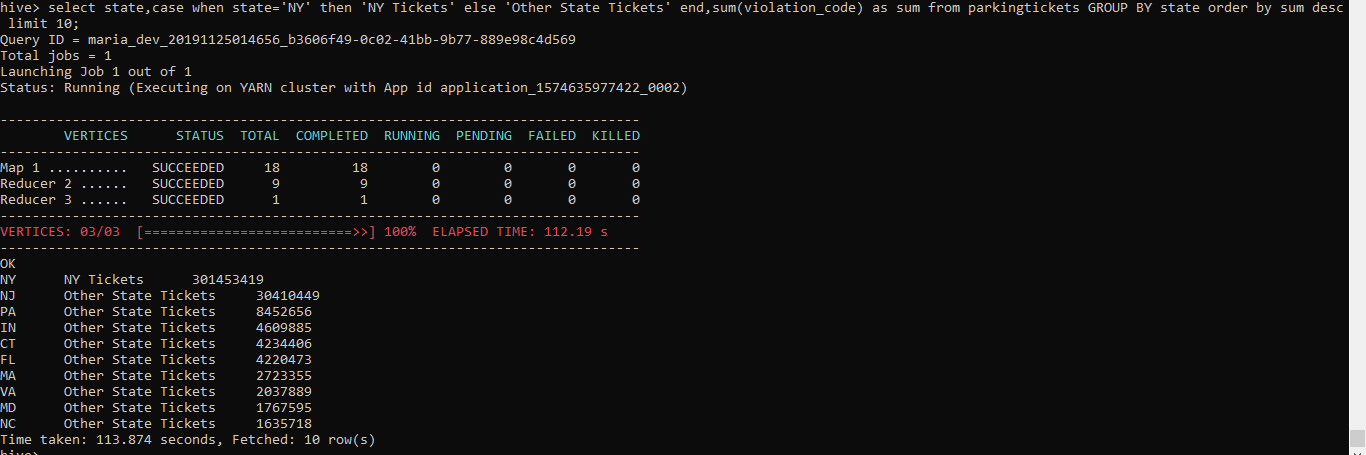 hive> select state,case when state='NY' then 'NY Tickets' else 'Other State Tickets' end,sum(violation_code) as sum from parkingtickets GROUP BY state order by sum desc
 limit 10;
Query ID = maria_dev_20191125014656_b3606f49-0c02-41bb-9b77-889e98c4d569
Total jobs = 1
Launching Job 1 out of 1
Status: Running (Executing on YARN cluster with App id application_1574635977422_0002)
--------------------------------------------------------------------------------
        VERTICES      STATUS  TOTAL  COMPLETED  RUNNING  PENDING  FAILED  KILLED
--------------------------------------------------------------------------------
Map 1 ..........   SUCCEEDED     18         18        0        0       0       0
Reducer 2 ......   SUCCEEDED      9          9        0        0       0       0
Reducer 3 ......   SUCCEEDED      1          1        0        0       0       0
--------------------------------------------------------------------------------
VERTICES: 03/03  [==========================>>] 100%  ELAPSED TIME: 112.19 s
--------------------------------------------------------------------------------
OK
NY      NY Tickets      301453419
NJ      Other State Tickets     30410449
PA      Other State Tickets     8452656
IN      Other State Tickets     4609885
CT      Other State Tickets     4234406
FL      Other State Tickets     4220473
MA      Other State Tickets     2723355
VA      Other State Tickets     2037889
MD      Other State Tickets     1767595
NC      Other State Tickets     1635718
Time taken: 113.874 seconds, Fetched: 10 row(s)
hive>